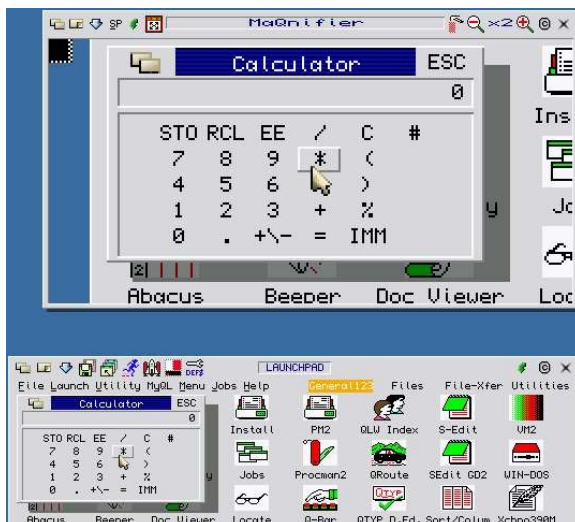 SP MaQnifier ×2
Calculator ESC
0
STO RCL EE / C #
7 8 9 * (
4 5 6 )
1 2 3 + %
0 . +\- = IMM
Ins
Jo
y
Abacus Beeper Doc Viewer Loc
LAUNCHPAD
File Launch Utility MyQL Menu Jobs Help General123 Files File-Xfer Utilities
Calculator ESC
0
STO RCL EE / C #
7 8 9 * (
4 5 6 )
1 2 3 + %
0 . +\- = IMM
Install PM2 QLW Index S-Edit VM2
y Jobs Procman2 QRoute SEdit GD2 WIN-DOS
QTYP
Abacus Beeper Doc Viewer Locate Q-Bar QTYP D.Ed. Sort/Colum Xchno390M